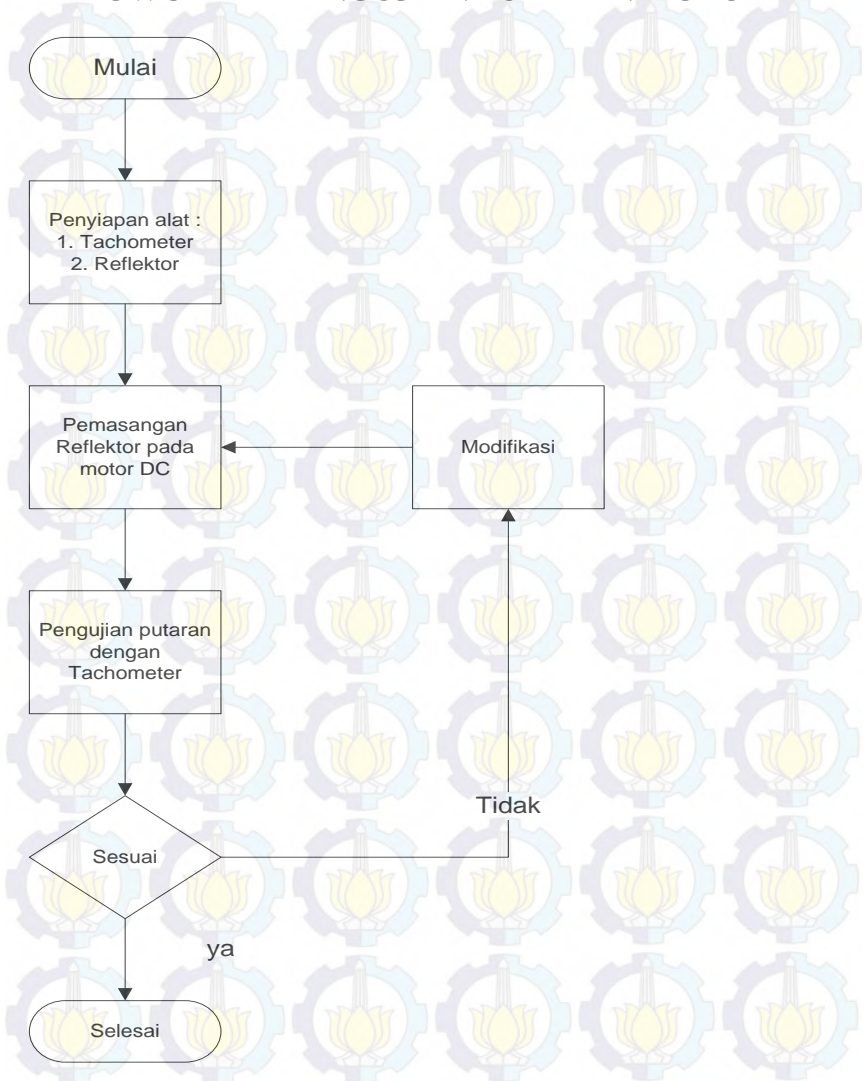 Mulai
Penyiapan alat :
1. Tachometer
2. Reflektor
Pemasangan
Reflektor pada
motor DC
Modifikasi
Pengujian putaran
dengan
Tachometer
Tidak
Sesuai
ya
Selesai